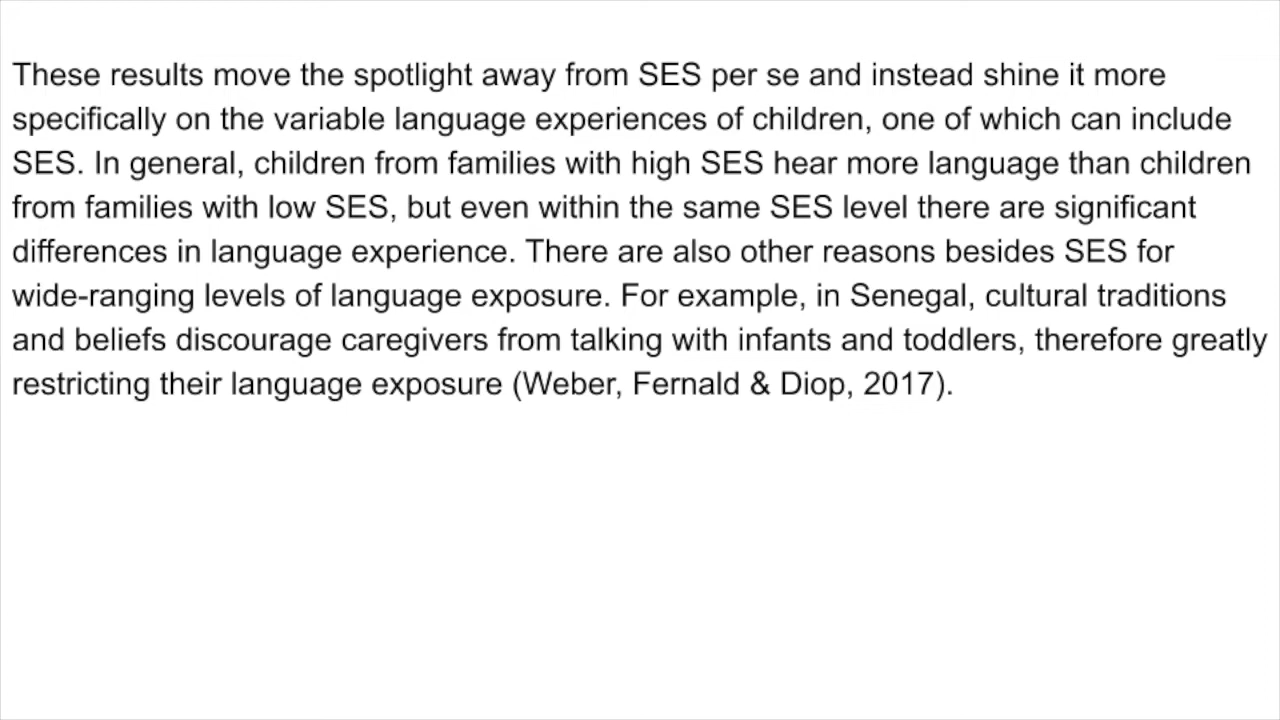 These results move the spotlight away from SES per se and instead shine it more
specifically on the variable language experiences of children, one of which can include
SES. In general, children from families with high SES hear more language than children
from families with low SES, but even within the same SES level there are significant
differences in language experience. There are also other reasons besides SES for
wide-ranging levels of language exposure. For example, in Senegal, cultural traditions
and beliefs discourage caregivers from talking with infants and toddlers, therefore greatly
restricting their language exposure (Weber, Fernald & Diop, 2017).